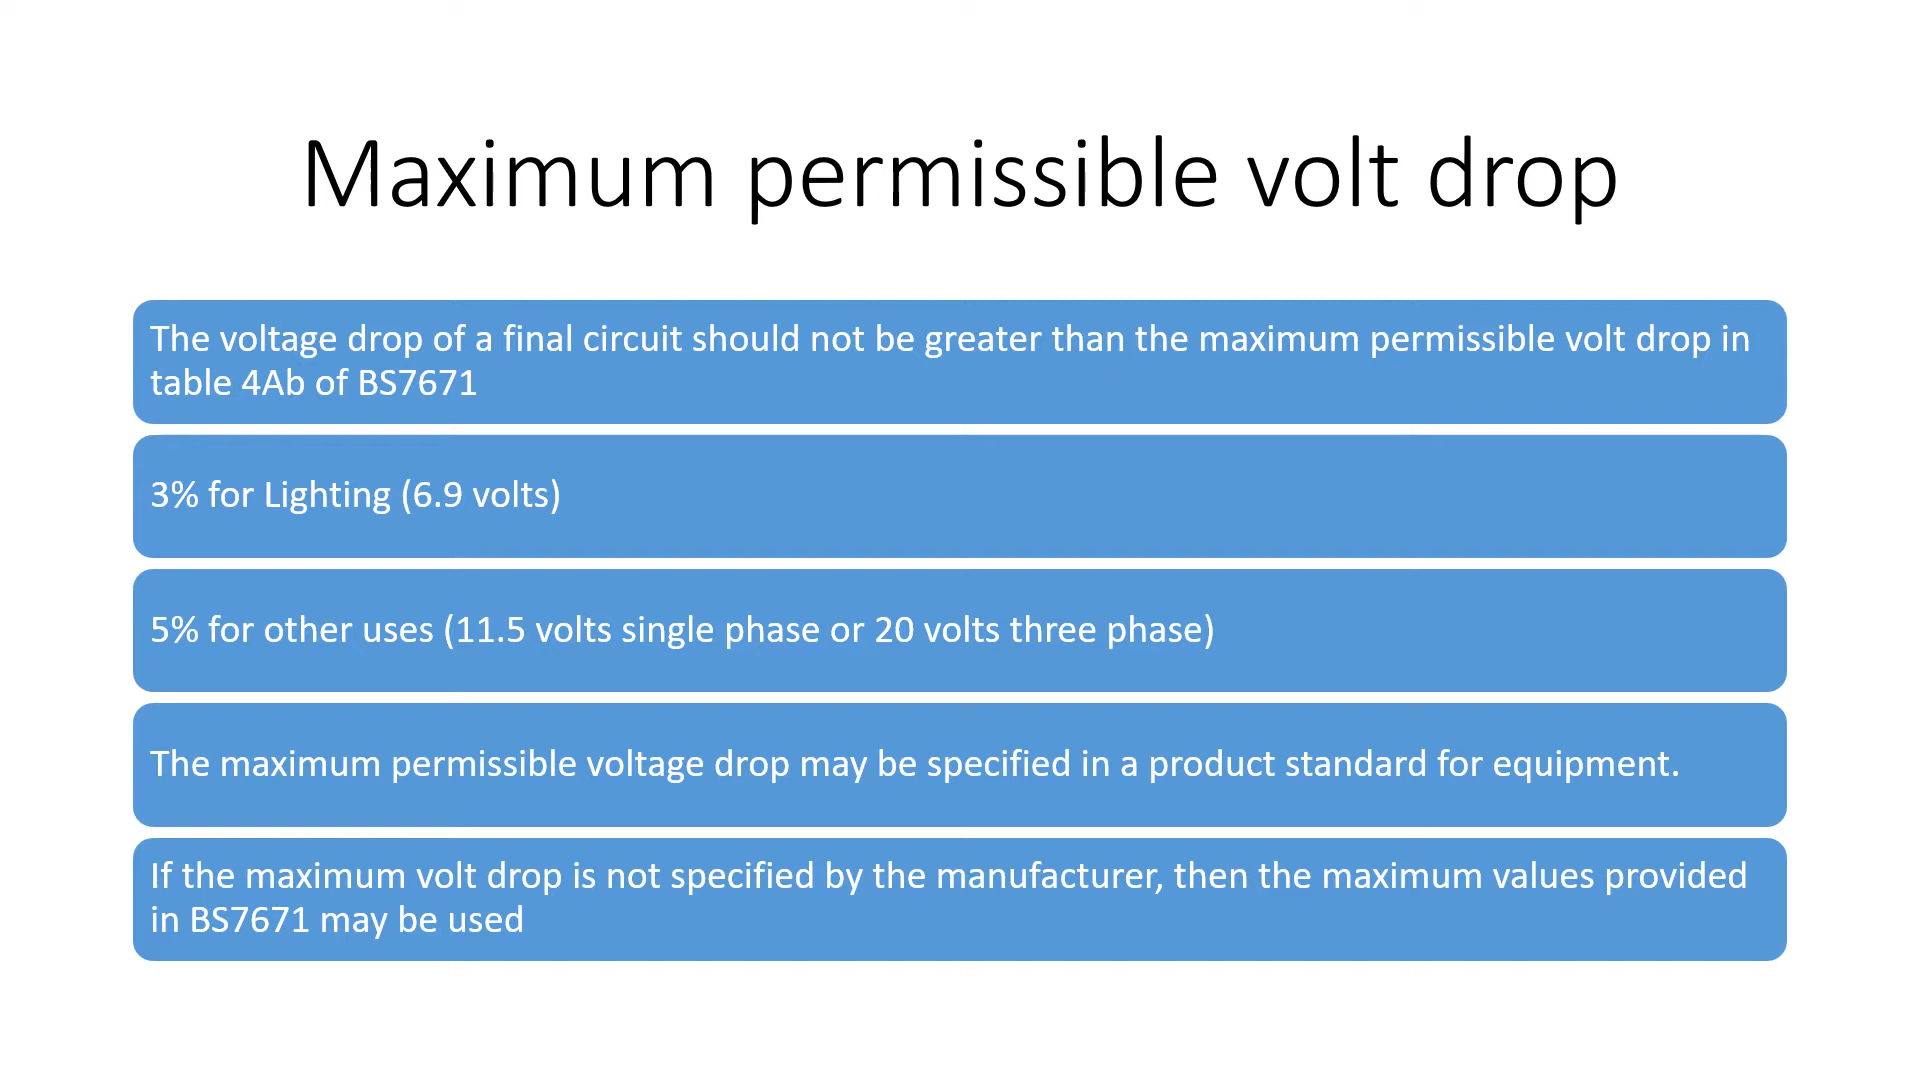 Maximum permissible volt drop
The voltage drop of a final circuit should not be greater than the maximum permissible volt drop in
table 4Ab of BS7671
3% for Lighting (6.9 volts)
5% for other uses (11.5 volts single phase or 20 volts three phase)
The maximum permissible voltage drop may be specified in a product standard for equipment.
If the maximum volt drop is not specified by the manufacturer, then the maximum values provided
in BS7671 may be used